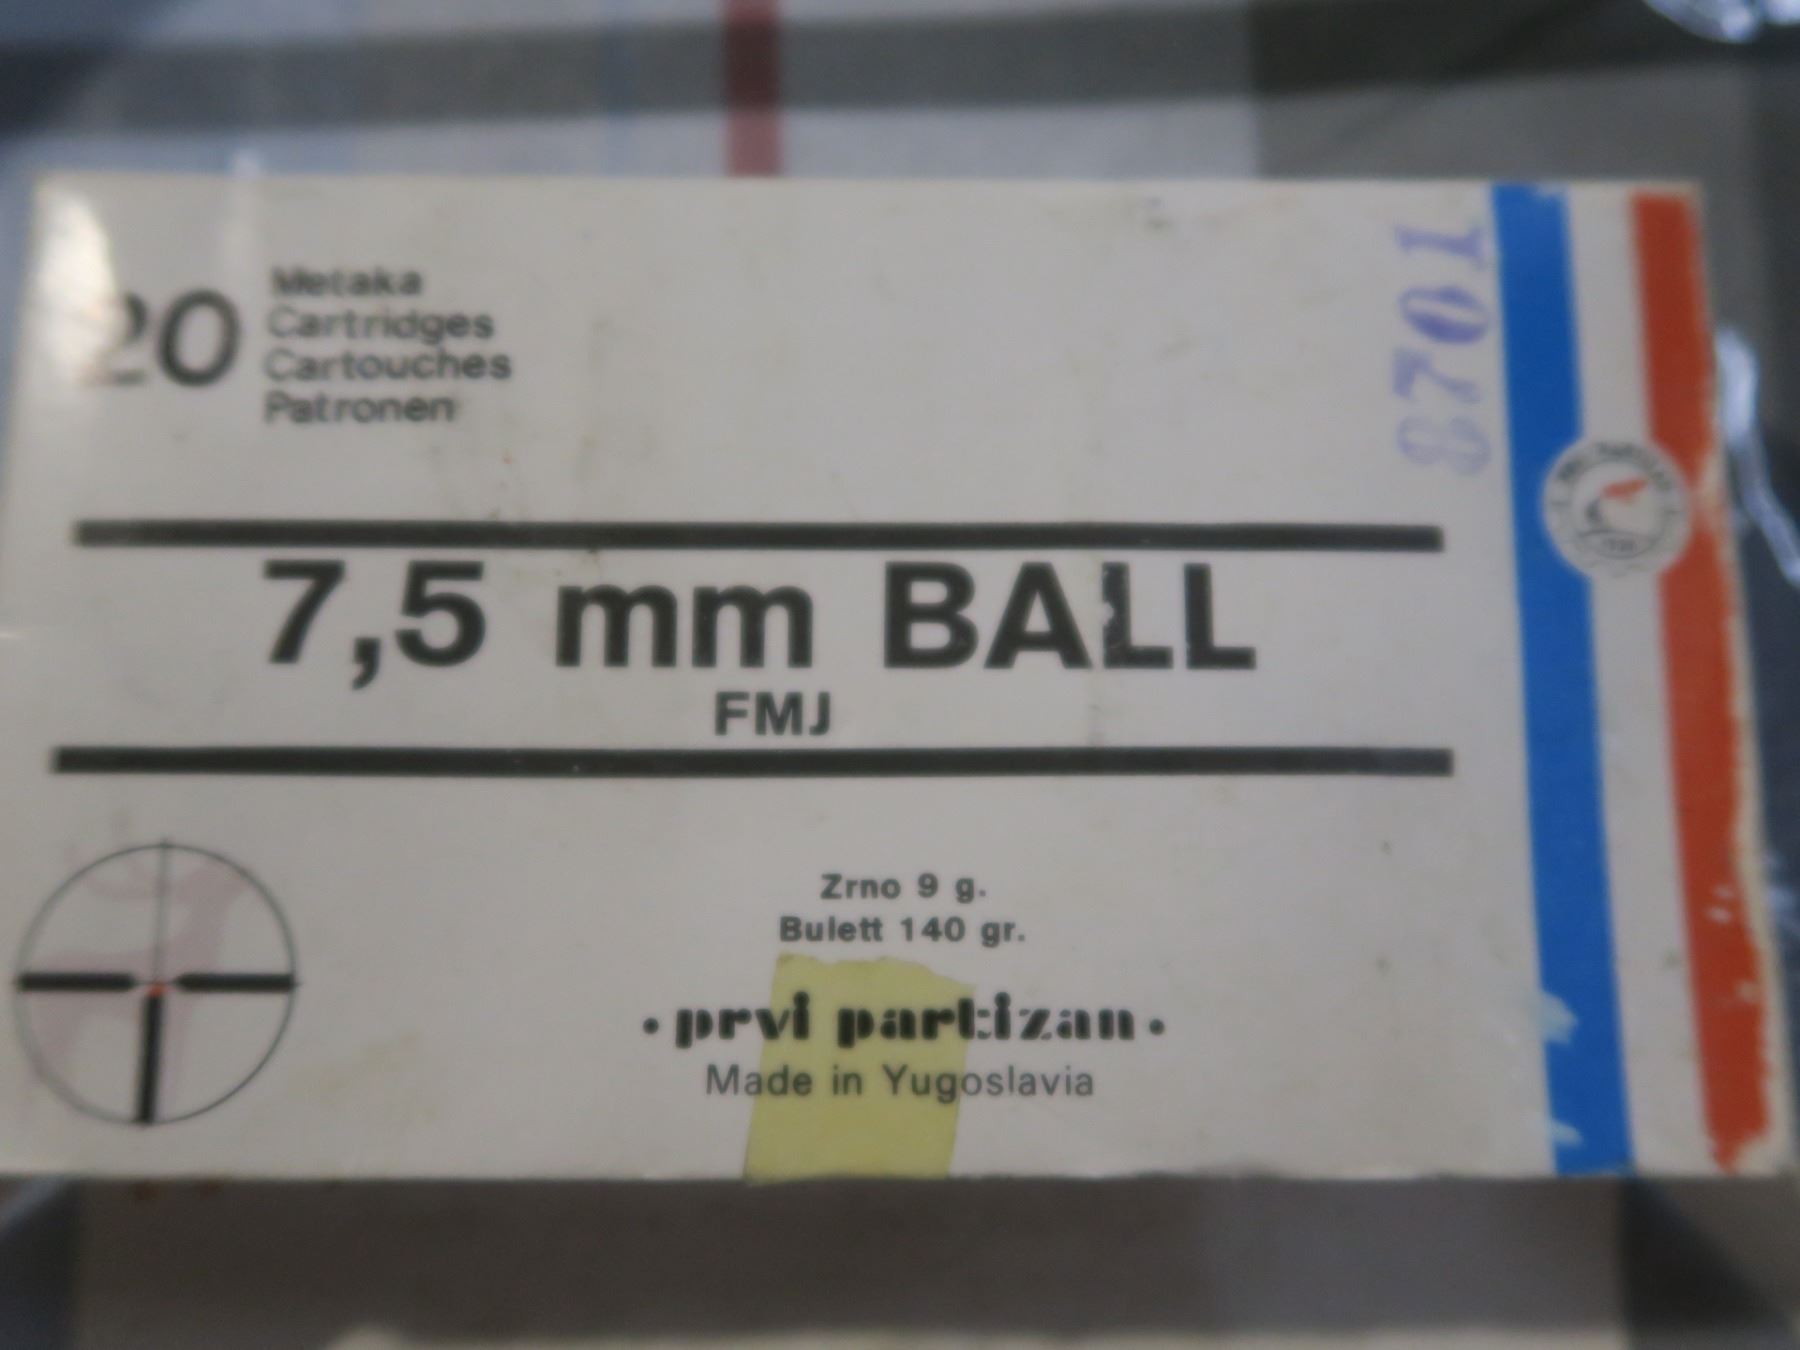 20
Metaka
Cartridges
Cartouches
Patronen
8701
7,5 mm BALL
FMJ
Zrno 9 g.
Bulett 140 gr.
• prvi partizan •
Made in Yugoslavia